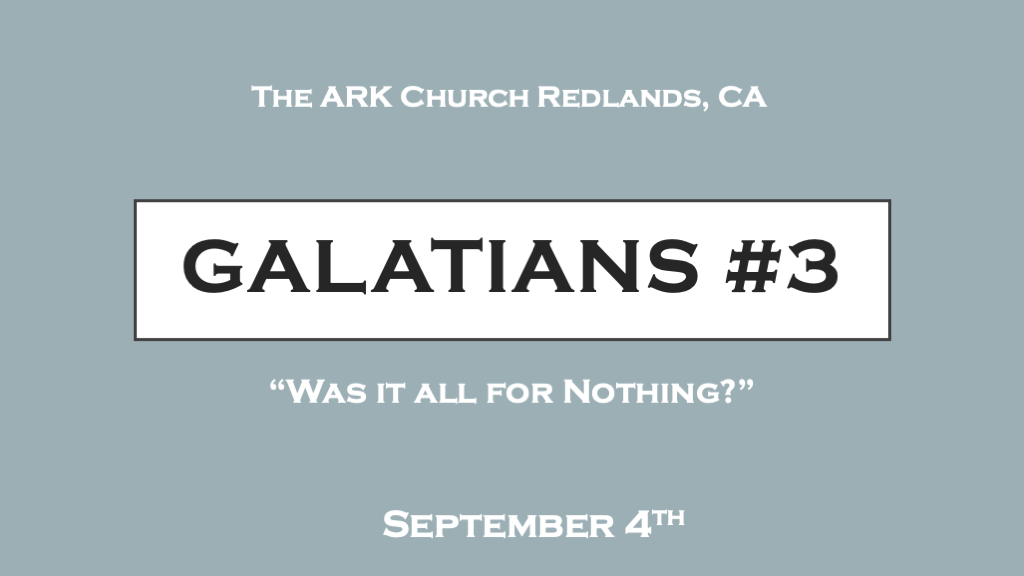 The ARK Church Redlands, CA
GALATIANS #3
“Was it all for Nothing?”
September 4th